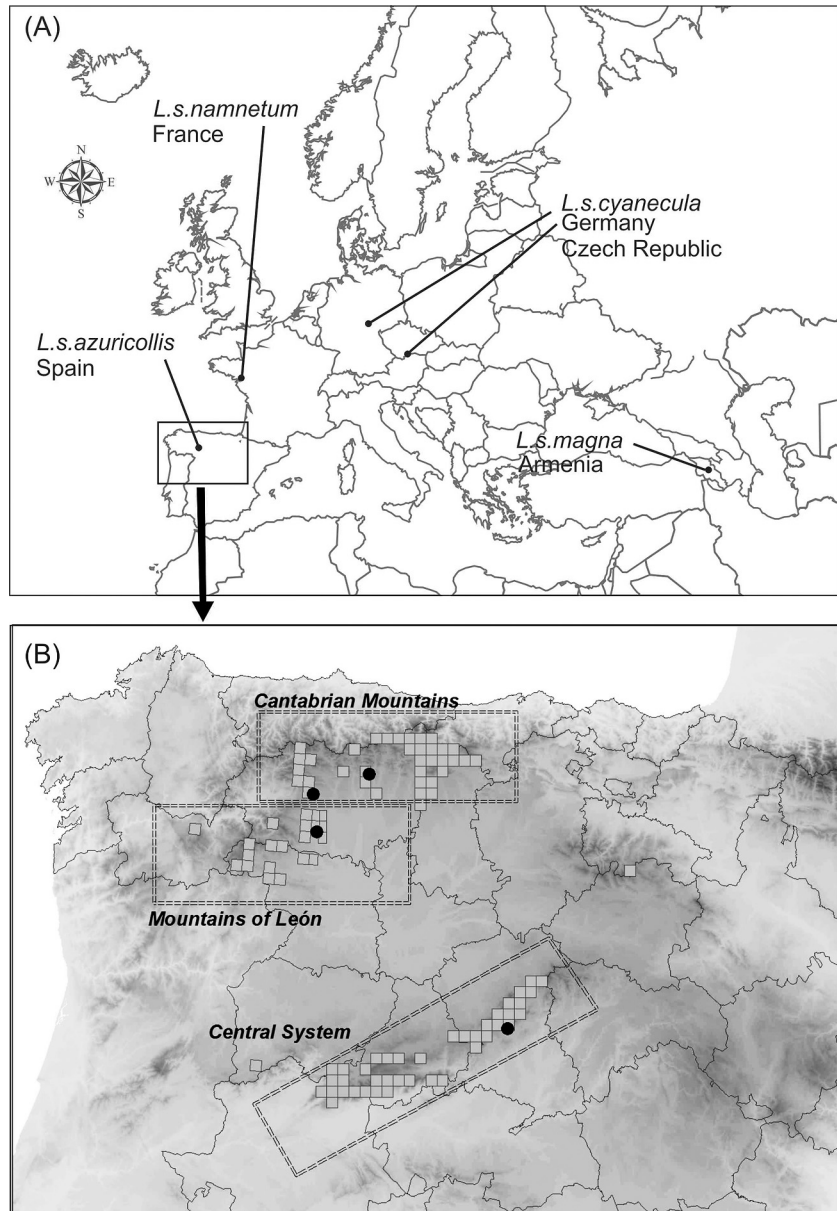 (A)
L.s.namnetum
France
N
W E
S
L.s.cyanecula
Germany
Czech Republic
L.s.azuricollis
Spain
L.s.magna
Armenia
(B)
Cantabrian Mountains
Mountains of León
Central System